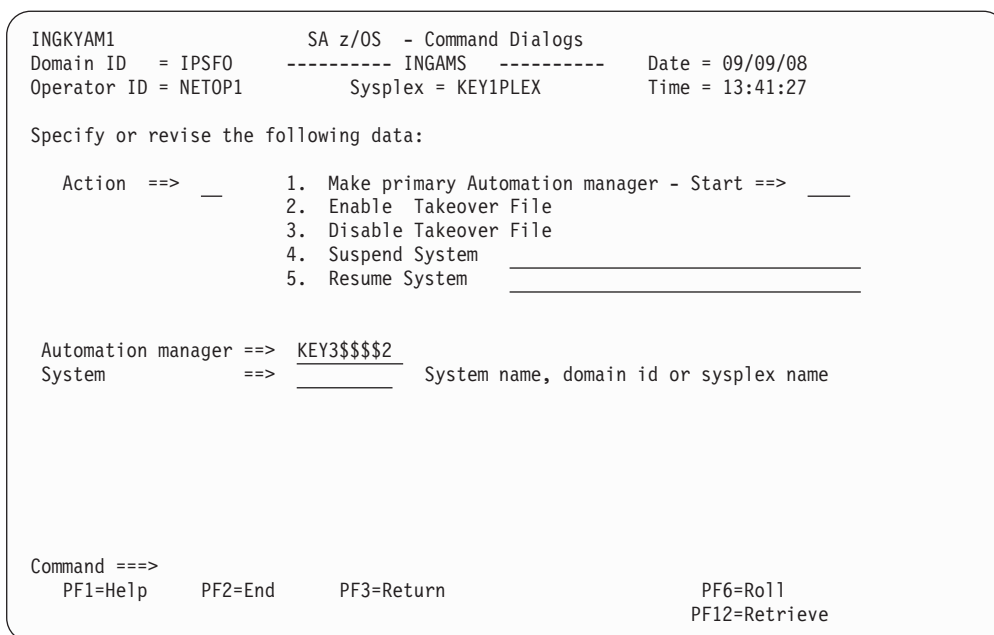 INGKYAM1 SA z/OS - Command Dialogs
Domain ID = IPSFO ---------- INGAMS ---------- Date = 09/09/08
Operator ID = NETOP1 Sysplex = KEY1PLEX Time = 13:41:27
Specify or revise the following data:
Action ==> __ 1. Make primary Automation manager - Start ==> ____
2. Enable Takeover File
3. Disable Takeover File
4. Suspend System
5. Resume System
Automation manager ==> KEY3$$$$2
System ==> System name, domain id or sysplex name
Command ===>
PF1=Help PF2=End PF3=Return PF6=Roll
PF12=Retrieve